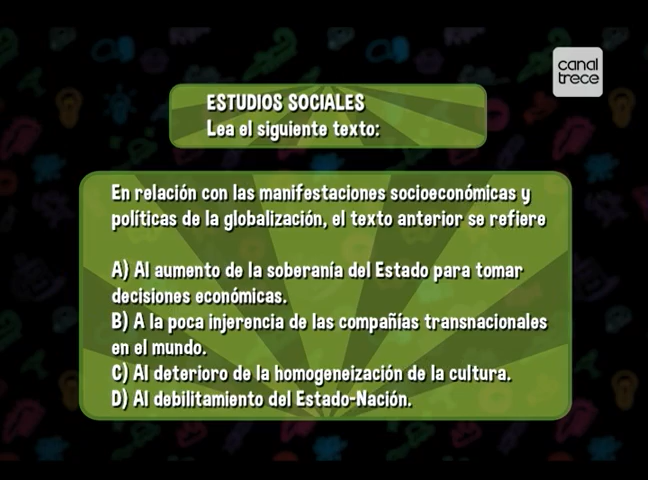 canal
trece
ESTUDIOS SOCIALES
Lea el siguiente texto:
En relación con las manifestaciones socioeconómicas y
políticas de la globalización, el texto anterior se refiere
A) Al aumento de la soberanía del Estado para tomar
decisiones económicas.
B) A la poca injerencia de las compañías transnacionales
en el mundo.
C) Al deterioro de la homogeneización de la cultura.
D) Al debilitamiento del Estado-Nación.